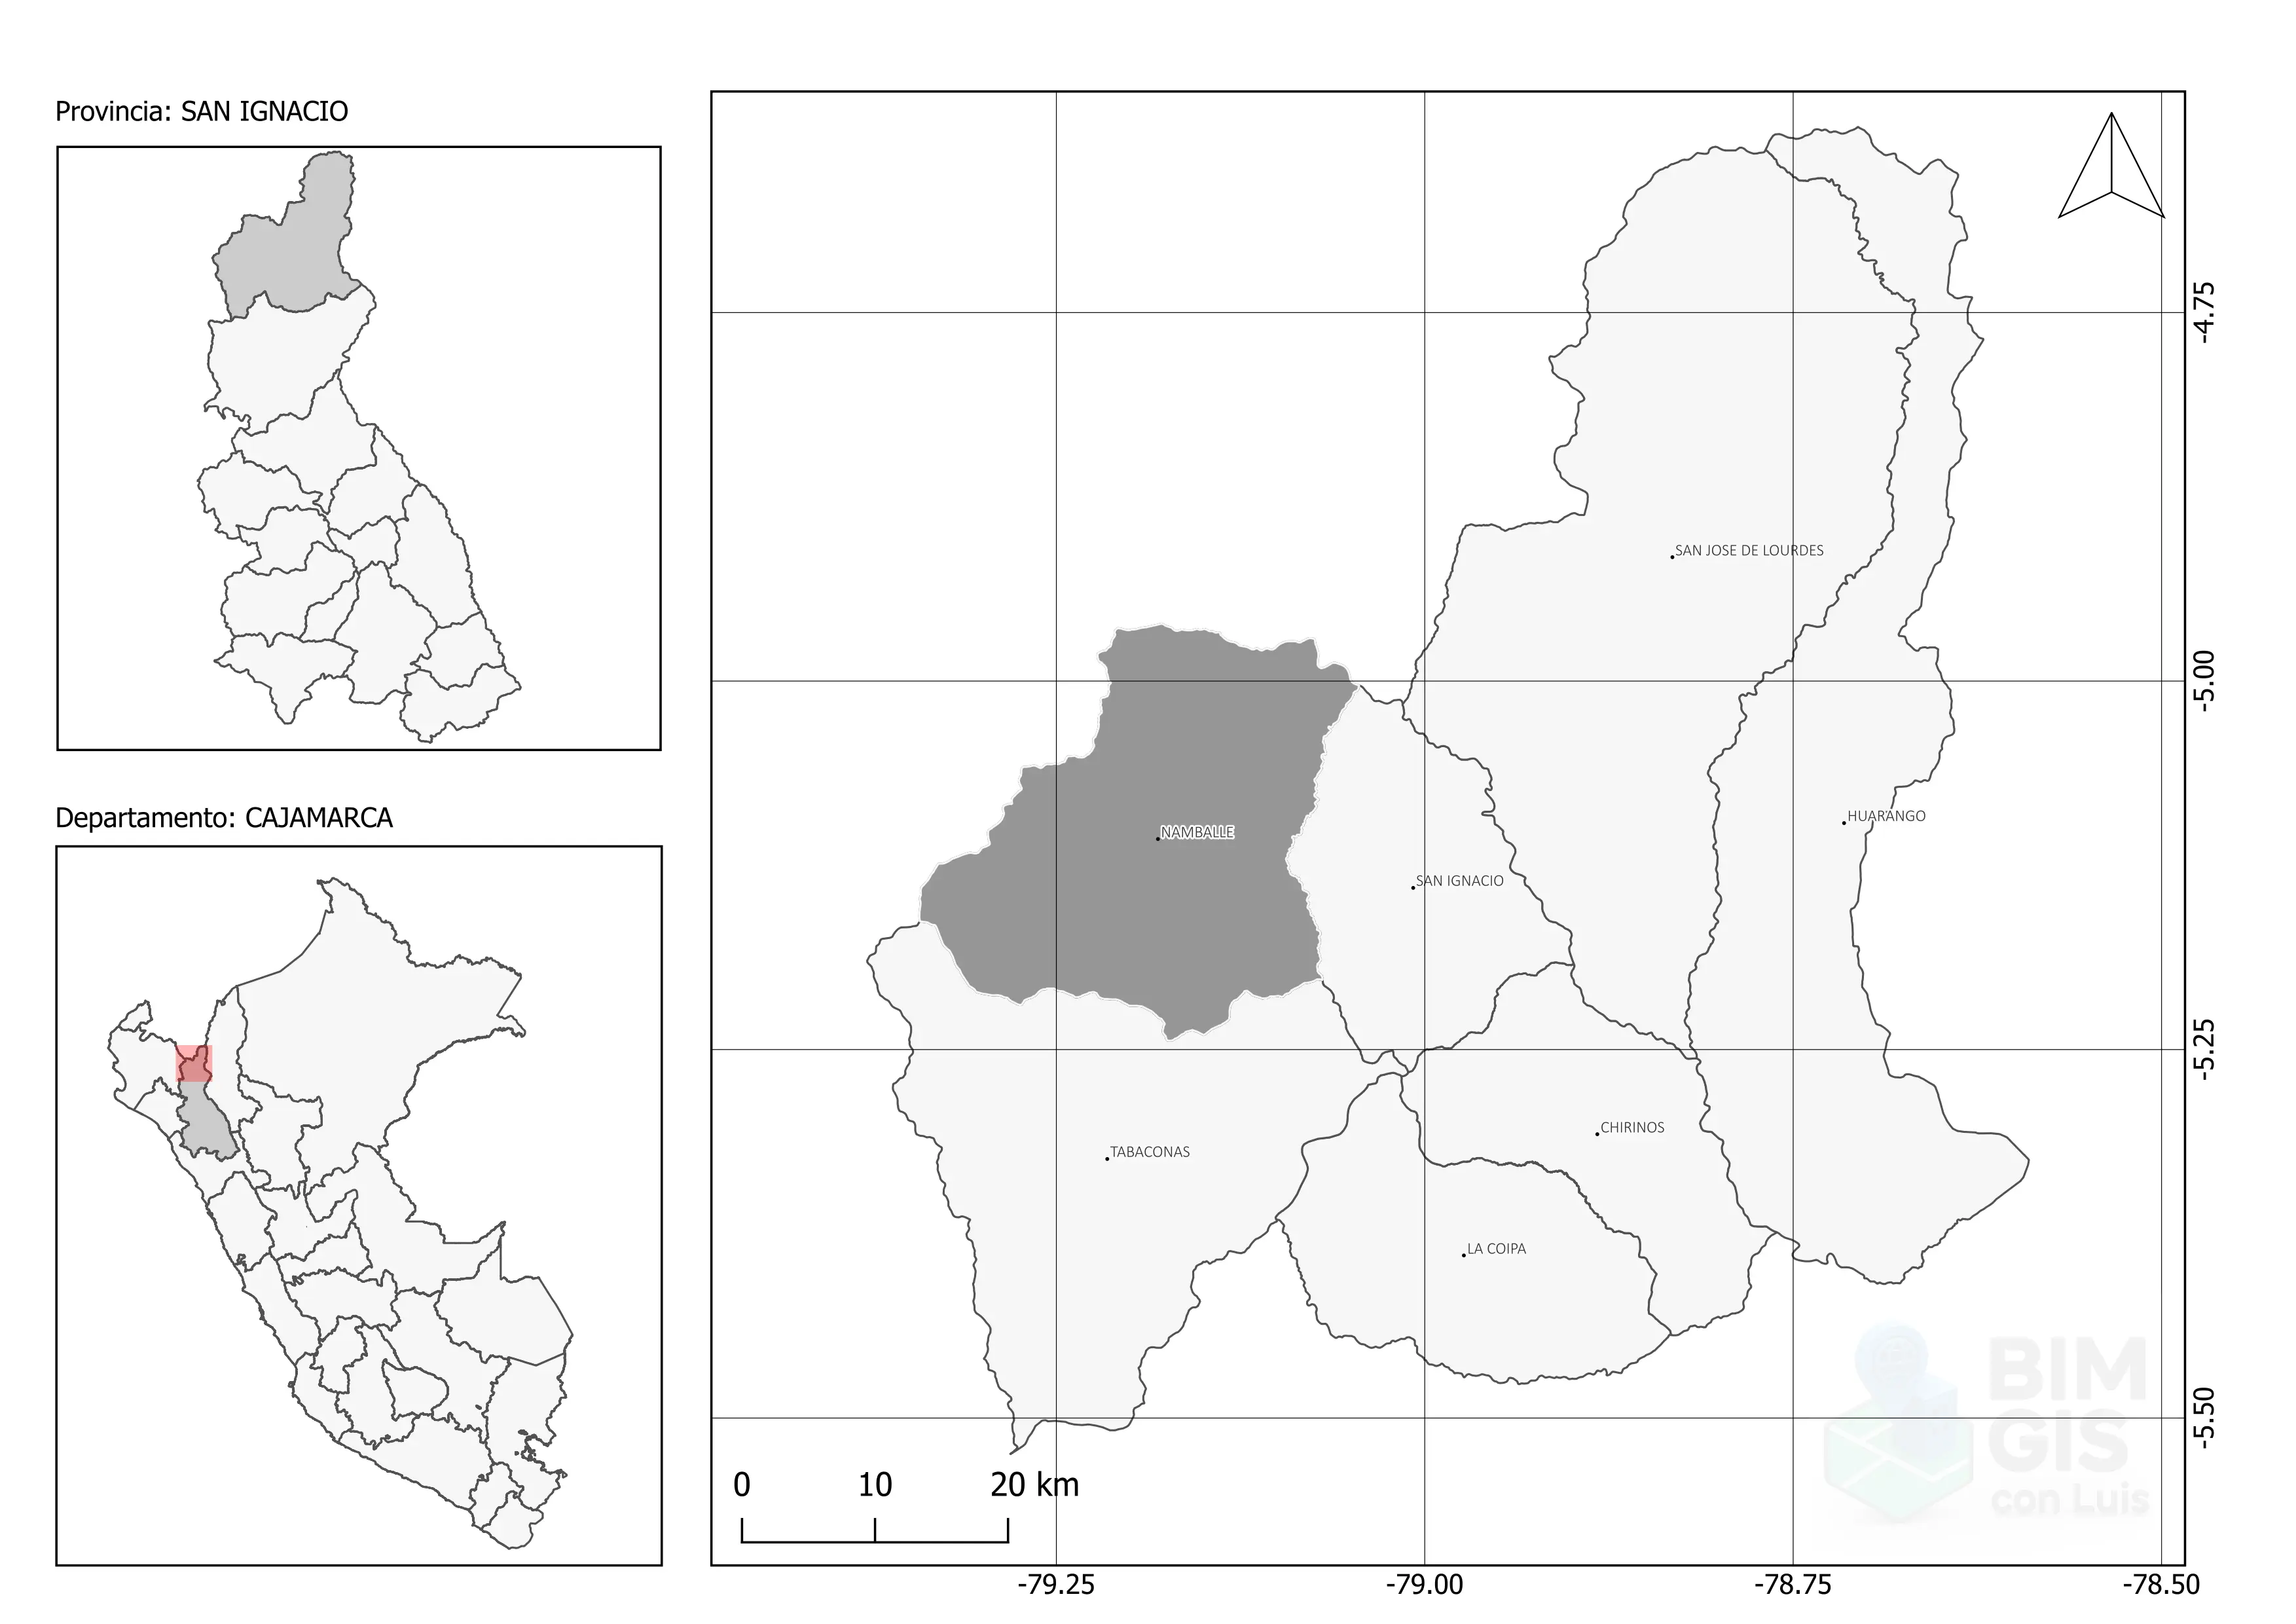 Provincia: SAN IGNACIO
Departamento: CAJAMARCA
SAN JOSE DE LOURDES
NAMBALLE
HUARANGO
SAN IGNACIO
CHIRINOS
TABACONAS
LA COIPA
-4.75
-5.00
-5.25
-5.50
BIM
GIS
con Luis
0 10 20 km
-79.25 -79.00 -78.75 -78.50